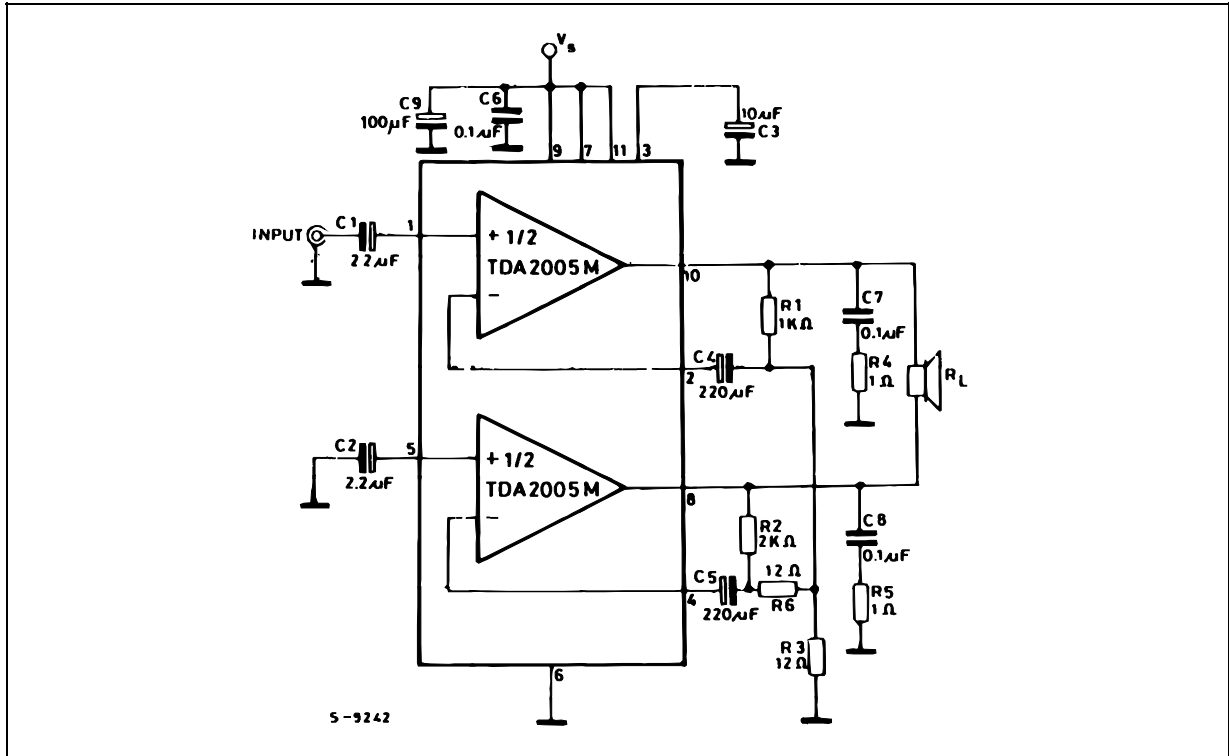 Vs
C9
100µF
C6
0.1µF
10µF
C3
9
7
11
3
INPUT
C1
2.2µF
1
+ 1/2
TDA2005M
−
10
R1
1KΩ
C7
0.1µF
R4
1Ω
RL
C4
220µF
2
C2
2.2µF
5
+ 1/2
TDA2005M
−
8
R2
2KΩ
C8
0.1µF
R5
1Ω
C5
220µF
4
12Ω
R6
R3
12Ω
6
S-9242